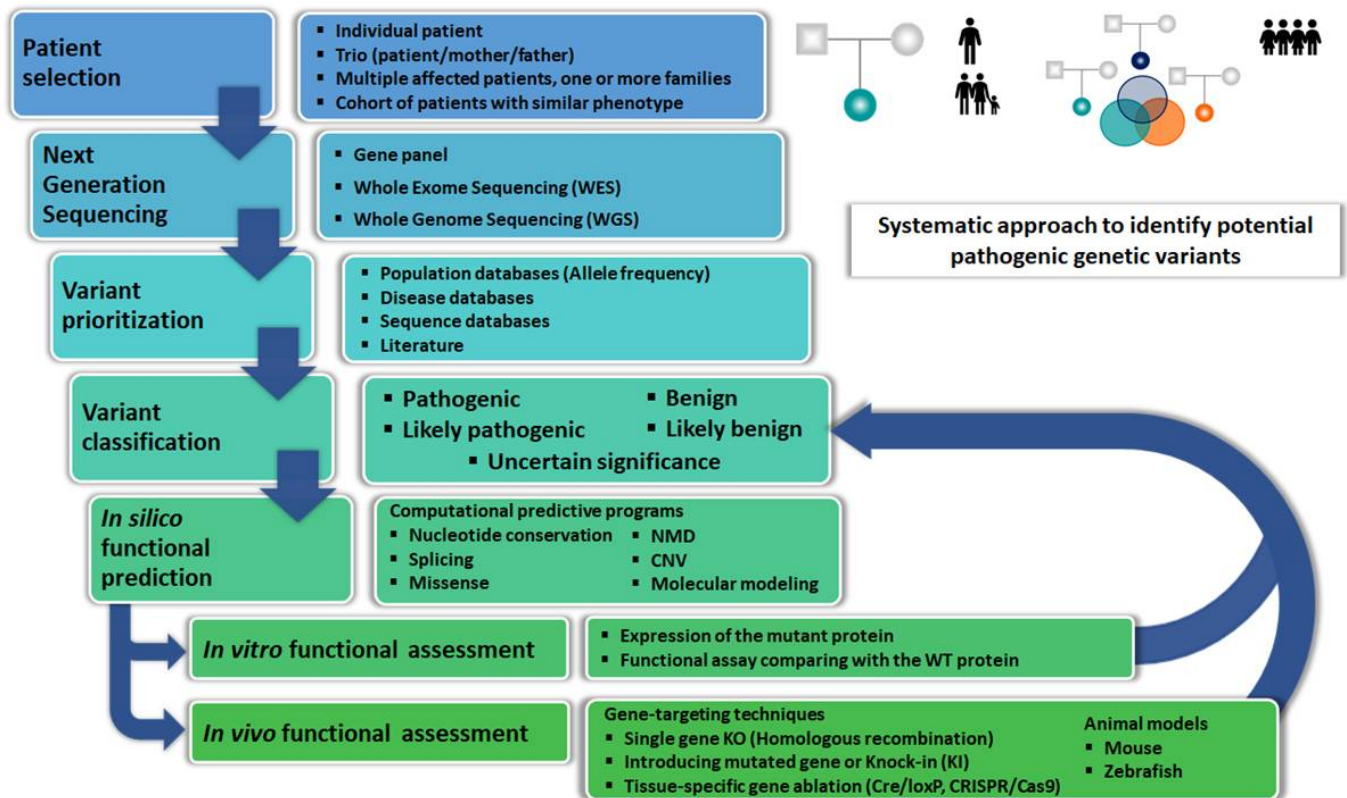 Patient
selection
▪ Individual patient
▪ Trio (patient/mother/father)
▪ Multiple affected patients, one or more families
▪ Cohort of patients with similar phenotype
Next
Generation
Sequencing
▪ Gene panel
▪ Whole Exome Sequencing (WES)
▪ Whole Genome Sequencing (WGS)
Systematic approach to identify potential
pathogenic genetic variants
Variant
prioritization
▪ Population databases (Allele frequency)
▪ Disease databases
▪ Sequence databases
▪ Literature
Variant
classification
▪ Pathogenic ▪ Benign
▪ Likely pathogenic ▪ Likely benign
▪ Uncertain significance
In silico
functional
prediction
Computational predictive programs
▪ Nucleotide conservation ▪ NMD
▪ Splicing ▪ CNV
▪ Missense ▪ Molecular modeling
In vitro functional assessment
▪ Expression of the mutant protein
▪ Functional assay comparing with the WT protein
In vivo functional assessment
Gene-targeting techniques
▪ Single gene KO (Homologous recombination)
▪ Introducing mutated gene or Knock-in (KI)
▪ Tissue-specific gene ablation (Cre/loxP, CRISPR/Cas9)
Animal models
▪ Mouse
▪ Zebrafish